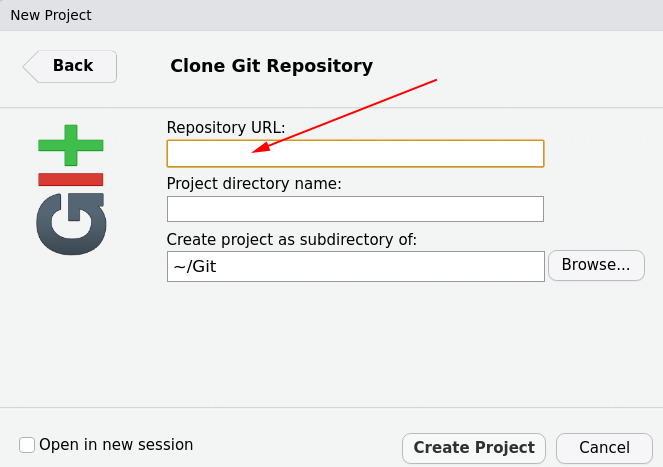 New Project
Back
Clone Git Repository
GIt
Repository URL:
Project directory name:
Create project as subdirectory of:
~/Git
Browse...
Open in new session
Create Project
Cancel